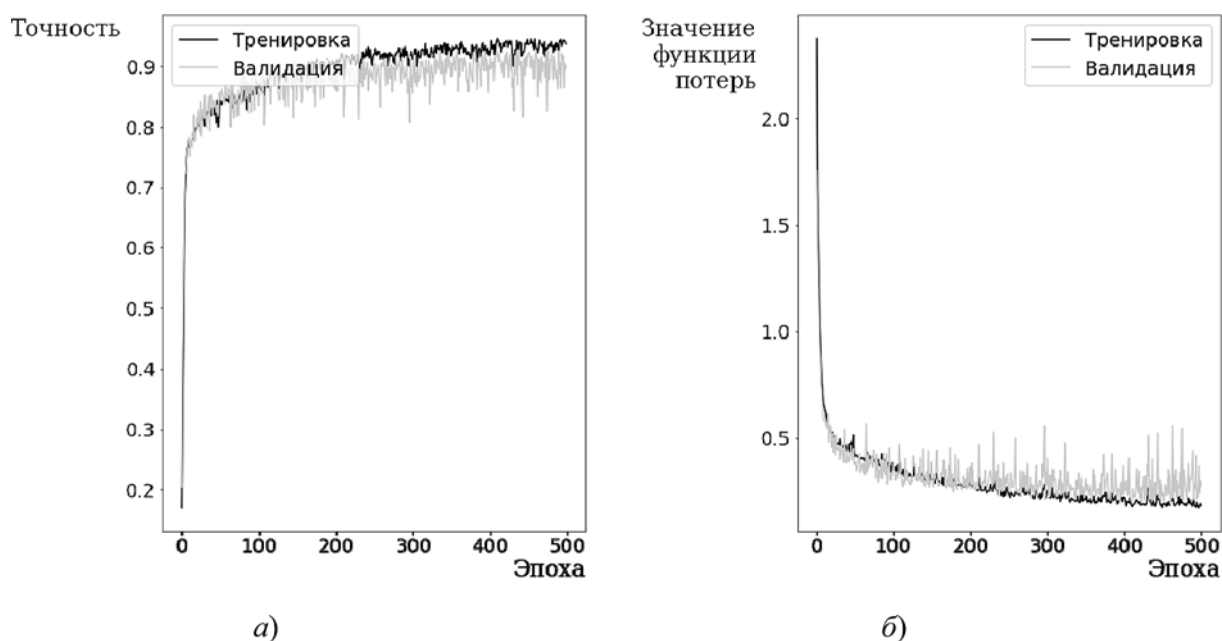 Точность
Тренировка
Валидация
0.9
0.8
0.7
0.6
0.5
0.4
0.3
0.2
0 100 200 300 400 500
Эпоха
а)
Значение
функции
потерь
Тренировка
Валидация
2.0
1.5
1.0
0.5
0 100 200 300 400 500
Эпоха
б)